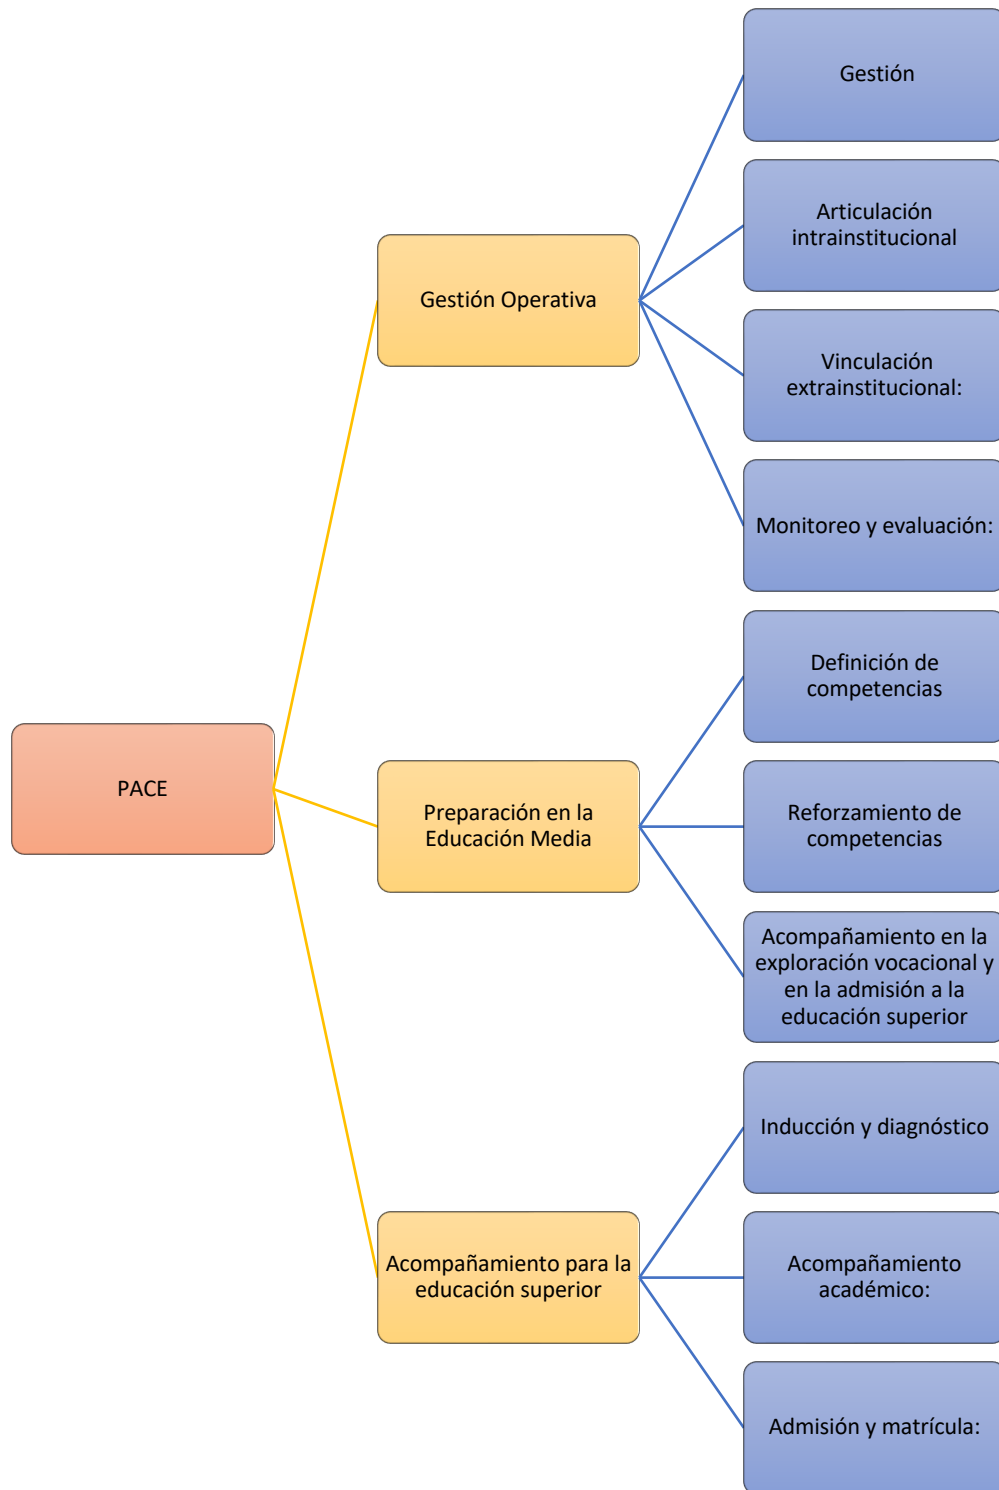 PACE
Gestión Operativa
Gestión
Articulación
intrainstitucional
Vinculación
extrainstitucional:
Monitoreo y evaluación:
Preparación en la
Educación Media
Definición de
competencias
Reforzamiento de
competencias
Acompañamiento en la
exploración vocacional y
en la admisión a la
educación superior
Acompañamiento para la
educación superior
Inducción y diagnóstico
Acompañamiento
académico:
Admisión y matrícula: